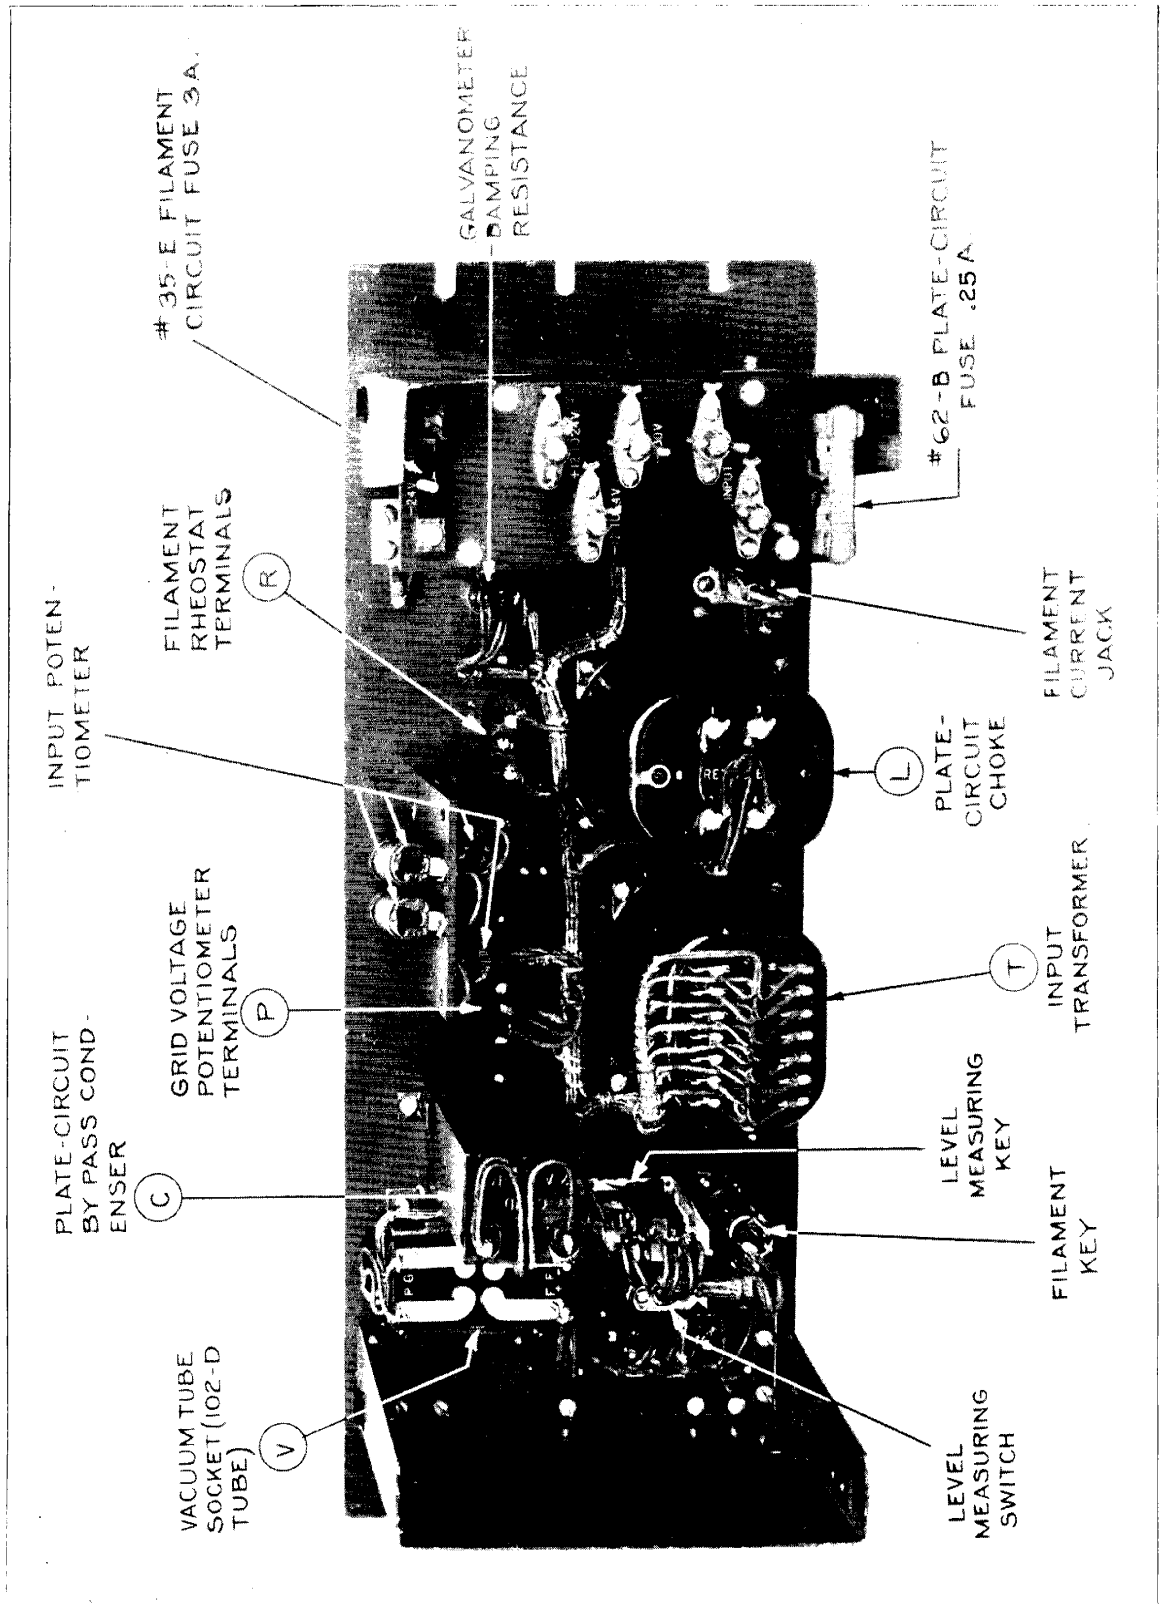 PLATE-CIRCUIT
BY PASS COND-
ENSER
C
INPUT POTEN-
TIOMETER
#35-E FILAMENT
CIRCUIT FUSE 3A.
VACUUM TUBE
SOCKET (102-D
TUBE)
V
GRID VOLTAGE
POTENTIOMETER
TERMINALS
P
FILAMENT
RHEOSTAT
TERMINALS
R
GALVANOMETER
DAMPING
RESISTANCE
P G
-24V
INPUT
LEVEL
MEASURING
SWITCH
FILAMENT
KEY
LEVEL
MEASURING
KEY
T
INPUT
TRANSFORMER
L
PLATE-
CIRCUIT
CHOKE
FILAMENT
CURRENT
JACK
#62-B PLATE-CIRCUIT
FUSE .25A.